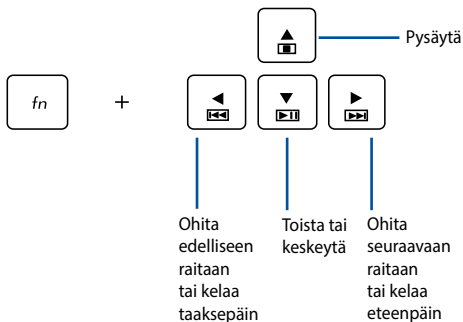 Pysäytä
fn
+
Ohita
edelliseen
raitaan
tai kelaa
taaksepäin
Toista tai
keskeytä
Ohita
seuraavaan
raitaan
tai kelaa
eteenpäin